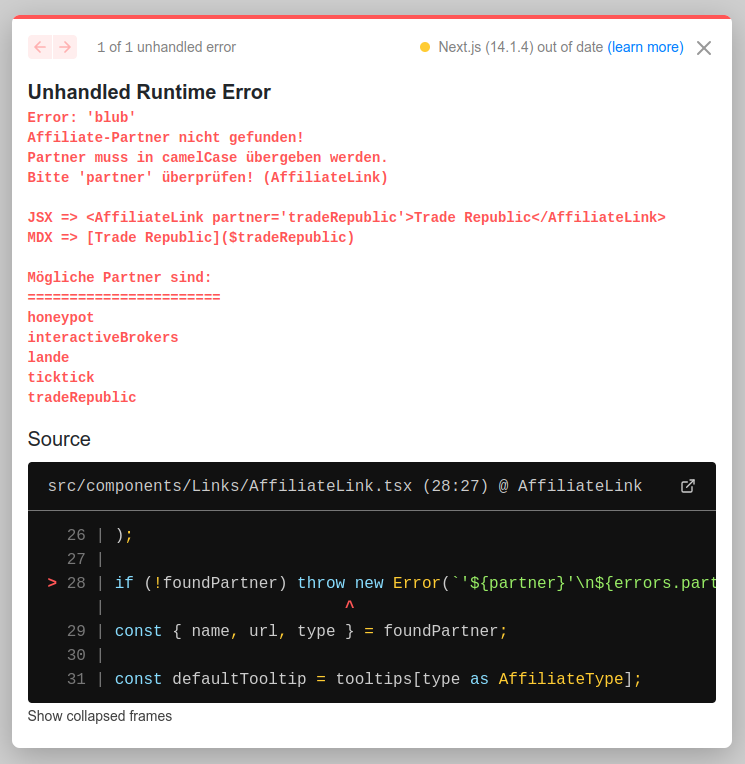 1 of 1 unhandled error
Next.js (14.1.4) out of date (learn more)
Unhandled Runtime Error
Error: 'blub'
Affiliate-Partner nicht gefunden!
Partner muss in camelCase übergeben werden.
Bitte 'partner' überprüfen! (AffiliateLink)
JSX => <AffiliateLink partner='tradeRepublic'>Trade Republic</AffiliateLink>
MDX => [Trade Republic]($tradeRepublic)
Mögliche Partner sind:
=======================
honeypot
interactiveBrokers
lande
ticktick
tradeRepublic
Source
src/components/Links/AffiliateLink.tsx (28:27) @ AffiliateLink
26 | );
27 |
> 28 | if (!foundPartner) throw new Error(`'${partner}'\n${errors.part
| ^
29 | const { name, url, type } = foundPartner;
30 |
31 | const defaultTooltip = tooltips[type as AffiliateType];
Show collapsed frames